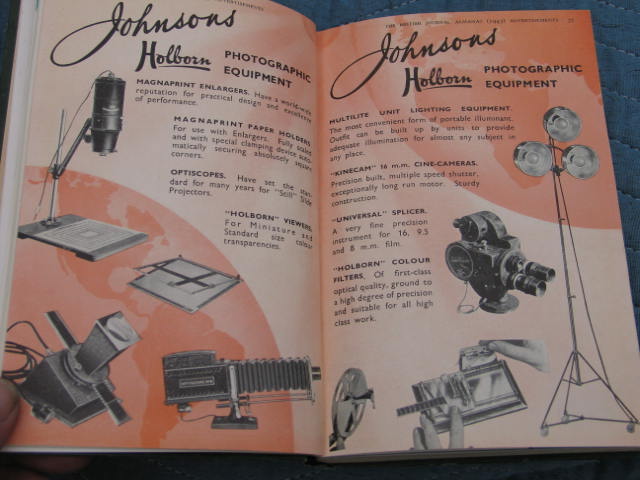 ADVERTISEMENTS
Johnsons
Holborn PHOTOGRAPHIC
EQUIPMENT
MAGNAPRINT ENLARGERS. Have a world-wide
reputation for practical design and excellence
of performance.
MAGNAPRINT PAPER HOLDERS
For use with Enlargers. Fully scaled
and with special clamping device auto-
matically securing absolutely square
corners.
OPTISCOPES. Have set the stan-
dard for many years for "Still" Slide
Projectors.
"HOLBORN" VIEWERS.
For Miniature and
Standard size colour
transparencies.
THE BRITISH JOURNAL ALMANAC ADVERTISEMENTS
Johnsons
Holborn PHOTOGRAPHIC
EQUIPMENT
MULTILITE UNIT LIGHTING EQUIPMENT.
The most convenient form of portable illuminant.
Outfit can be built up by units to provide
adequate illumination for almost any subject in
any place.
"KINECAM" 16 m.m. CINE-CAMERAS.
Precision built, multiple speed shutter,
exceptionally long run motor. Sturdy
construction.
"UNIVERSAL" SPLICER.
A very fine precision
instrument for 16, 9.5
and 8 m.m. film.
"HOLBORN" COLOUR
FILTERS, Of first-class
optical quality, ground to
a high degree of precision
and suitable for all high
class work.